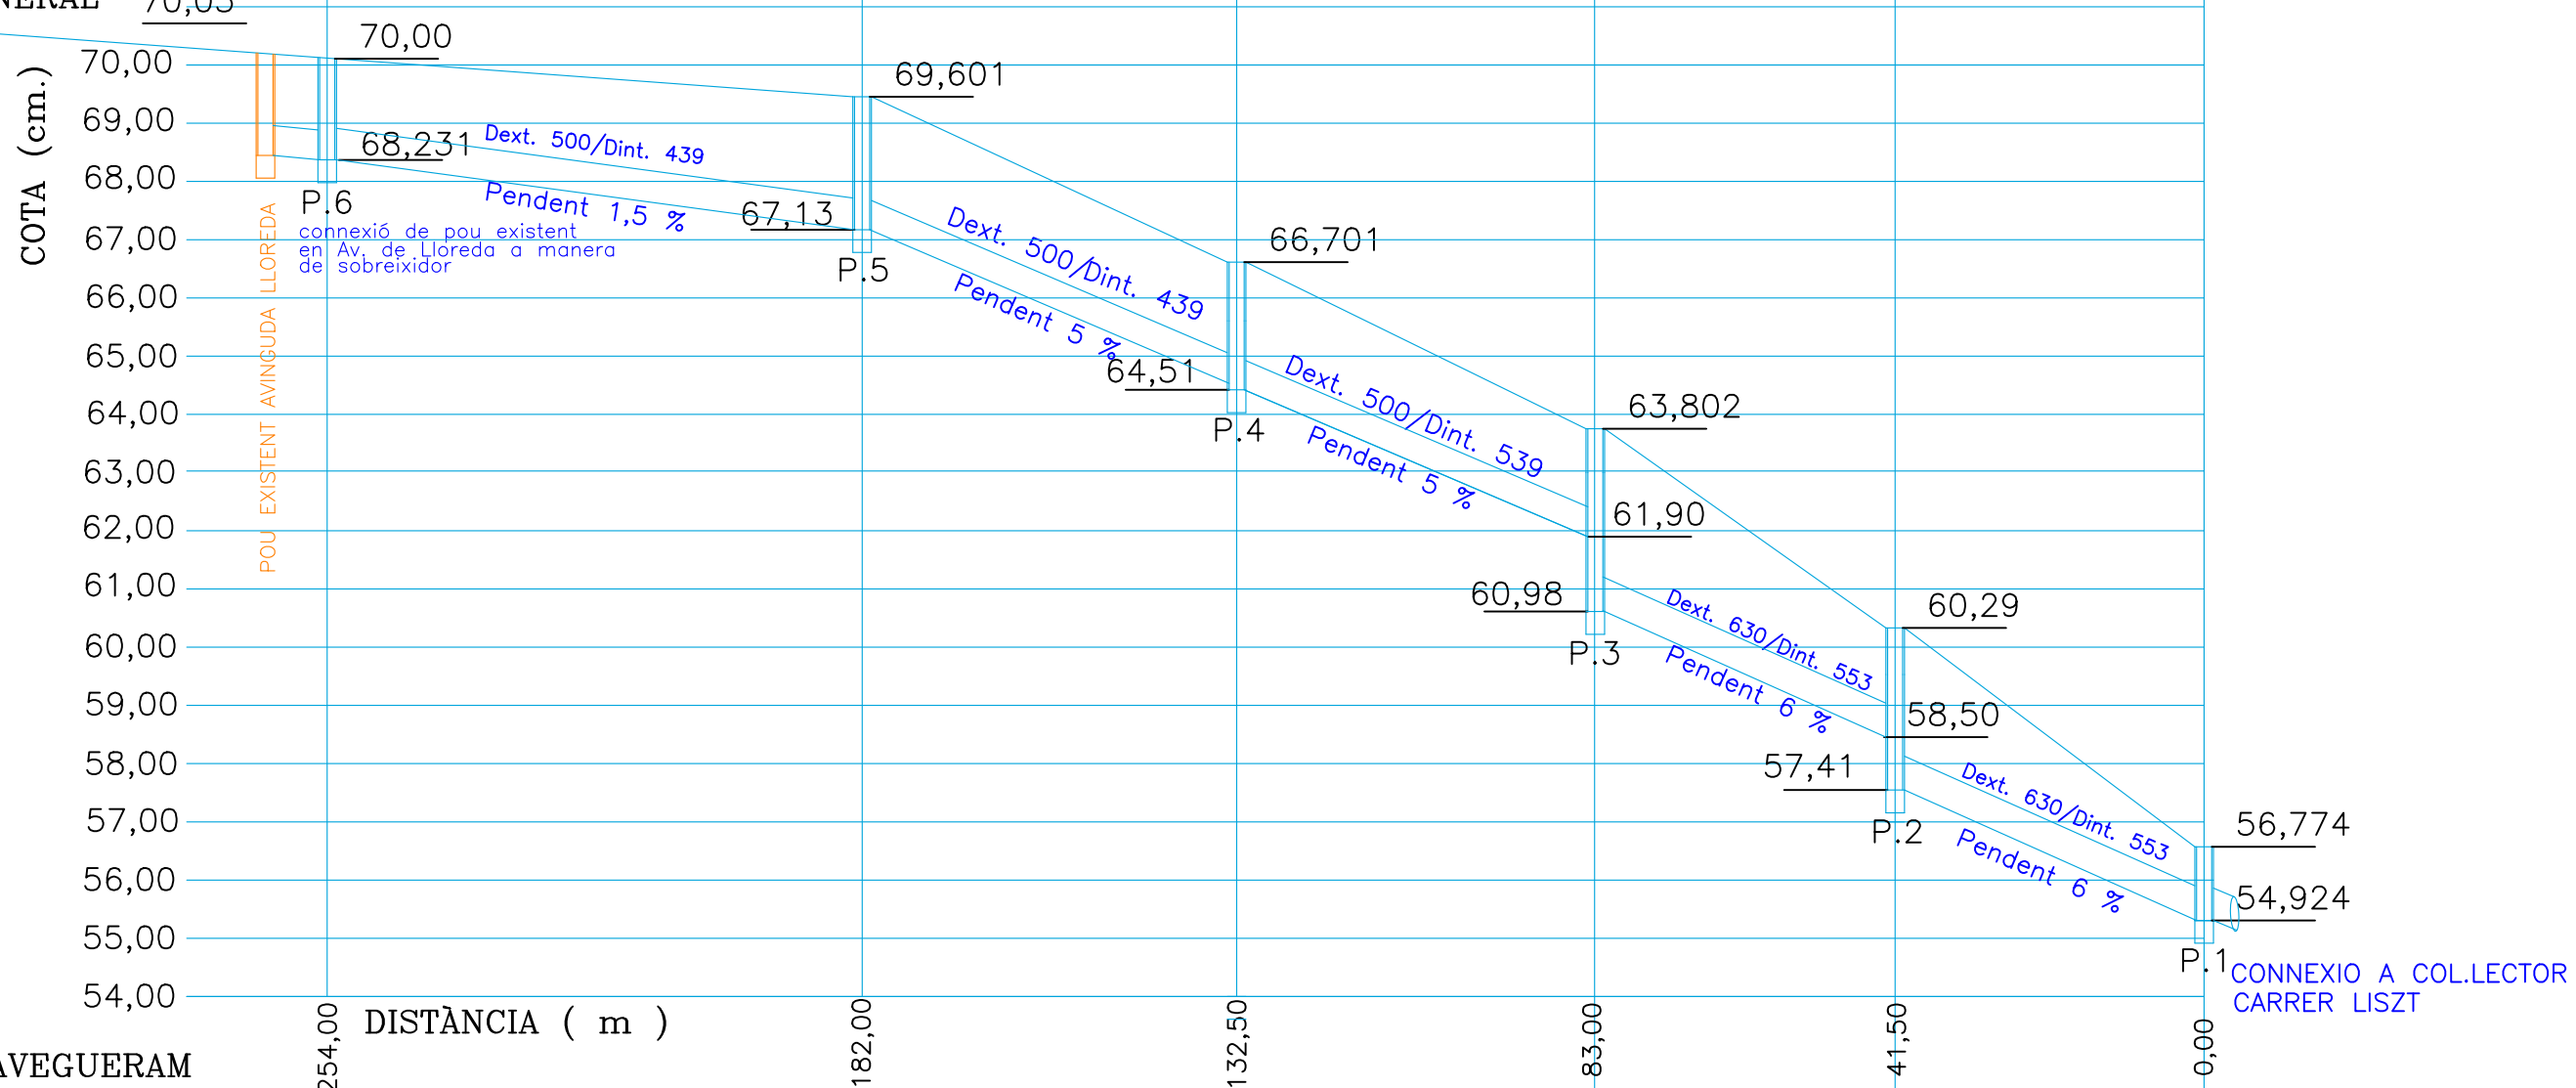 70,03
70,00
70,00
69,601
COTA (cm.)
69,00
68,231
Dext. 500/Dint. 439
68,00
P.6
Pendent 1,5 %
67,13
67,00
connexió de pou existent
en Av. de Lloreda a manera
de sobreixidor
POU EXISTENT AVINGUDA LLOREDA
P.5
Dext. 500/Dint. 439
Pendent 5 %
66,701
66,00
65,00
64,51
64,00
P.4
Dext. 500/Dint. 539
Pendent 5 %
63,802
63,00
62,00
61,90
61,00
60,98
60,00
P.3
Dext. 630/Dint. 553
Pendent 6 %
60,29
59,00
58,50
58,00
57,41
57,00
P.2
Dext. 630/Dint. 553
Pendent 6 %
56,774
56,00
54,924
55,00
P.1
CONNEXIO A COL.LECTOR
CARRER LISZT
54,00
DISTÀNCIA ( m )
254,00
182,00
132,50
83,00
41,50
0,00